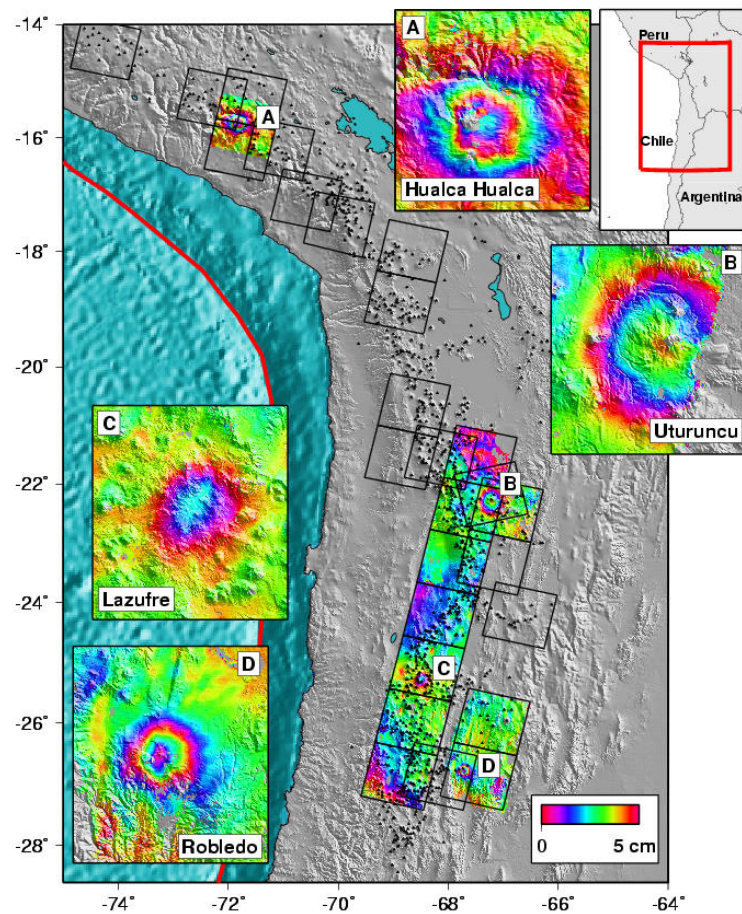 -14°
-16°
-18°
-20°
-22°
-24°
-26°
-28°
-74°
-72°
-70°
-68°
-66°
-64°
A
Hualca Hualca
Peru
Chile
Argentina
B
Uturuncu
A
C
Lazufre
B
C
D
Robledo
D
0 5 cm